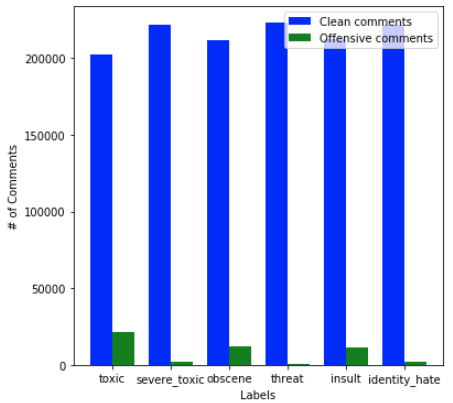 Clean comments
Offensive comments
200000
150000
100000
50000
0
# of Comments
toxic severe_toxic obscene threat insult identity_hate
Labels